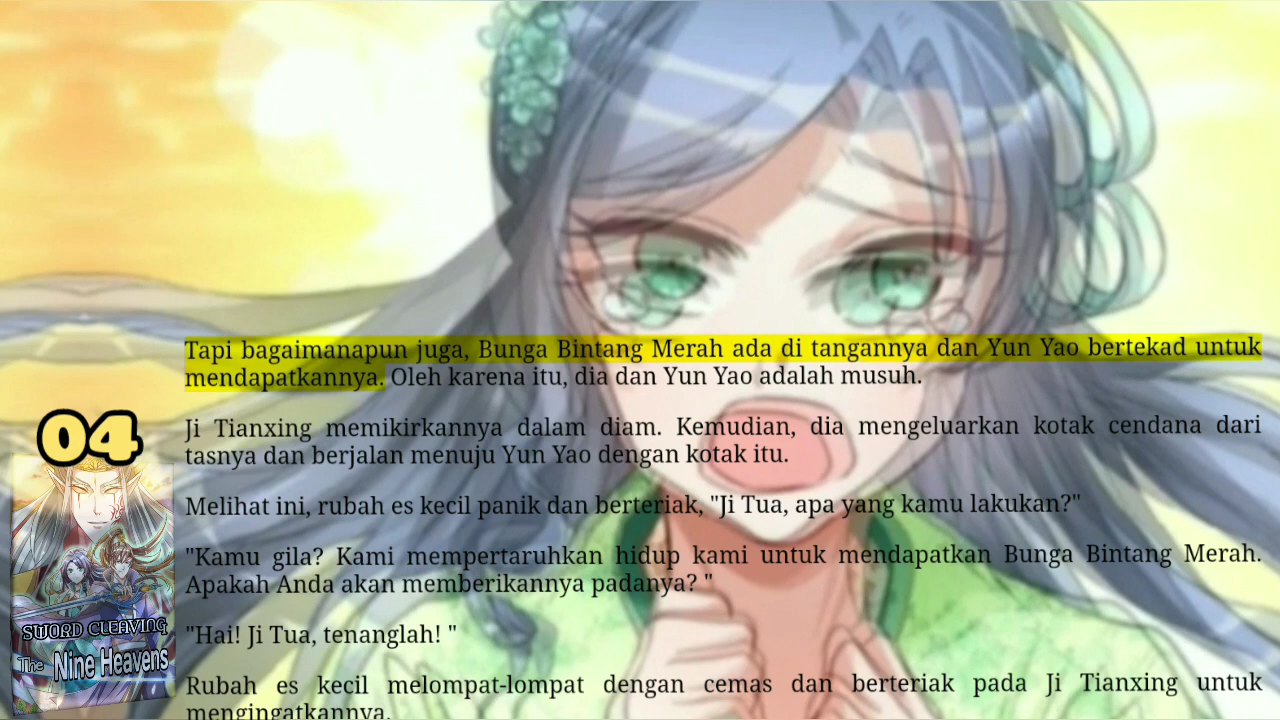 Tapi bagaimanapun juga, Bunga Bintang Merah ada di tangannya dan Yun Yao bertekad untuk
mendapatkannya. Oleh karena itu, dia dan Yun Yao adalah musuh.
Ji Tianxing memikirkannya dalam diam. Kemudian, dia mengeluarkan kotak cendana dari
tasnya dan berjalan menuju Yun Yao dengan kotak itu.
Melihat ini, rubah es kecil panik dan berteriak, "Ji Tua, apa yang kamu lakukan?"
"Kamu gila? Kami mempertaruhkan hidup kami untuk mendapatkan Bunga Bintang Merah.
Apakah Anda akan memberikannya padanya? "
"Hai! Ji Tua, tenanglah! "
Rubah es kecil melompat-lompat dengan cemas dan berteriak pada Ji Tianxing untuk
mengingatkannya.
04
SWORD CLEAVING
The Nine Heavens